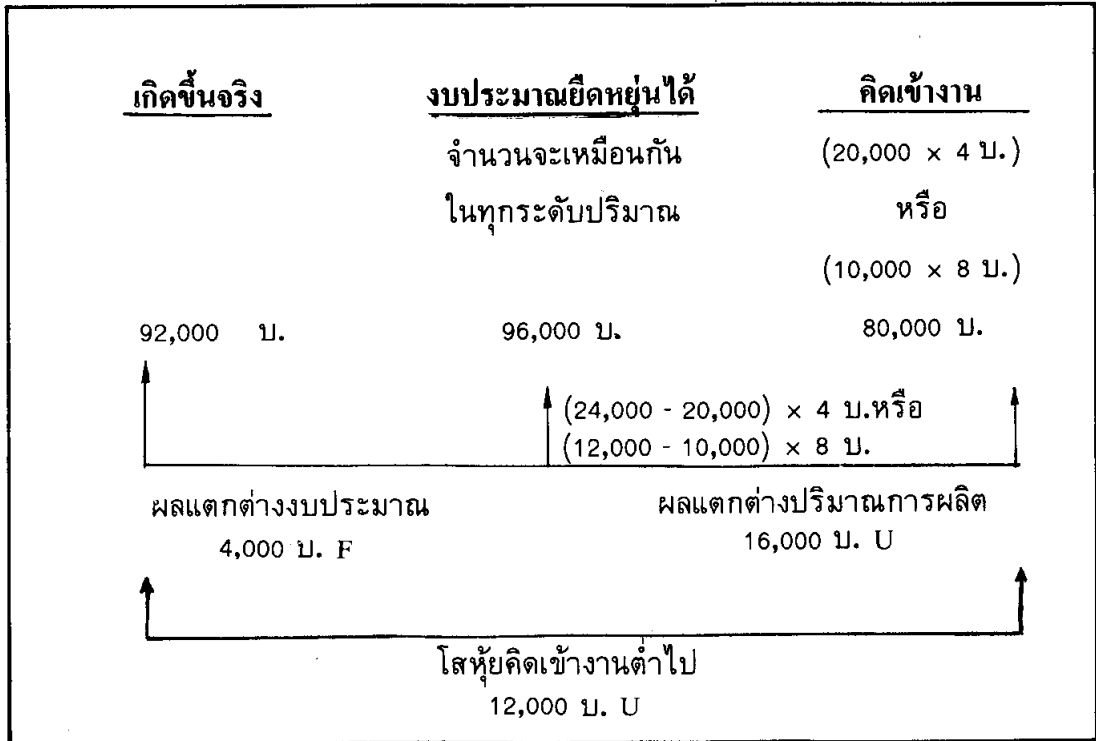 เกิดขึ้นจริง งบประมาณยืดหยุ่นได้ คิดเข้างาน
จำนวนจะเหมือนกัน (20,000 × 4 บ.)
ในทุกระดับปริมาณ หรือ
(10,000 × 8 บ.)
92,000 บ. 96,000 บ. 80,000 บ.
(24,000 - 20,000) × 4 บ.หรือ
(12,000 - 10,000) × 8 บ.
ผลแตกต่างงบประมาณ ผลแตกต่างปริมาณการผลิต
4,000 บ. F 16,000 บ. U
โสหุ้ยคิดเข้างานต่ำไป
12,000 บ. U